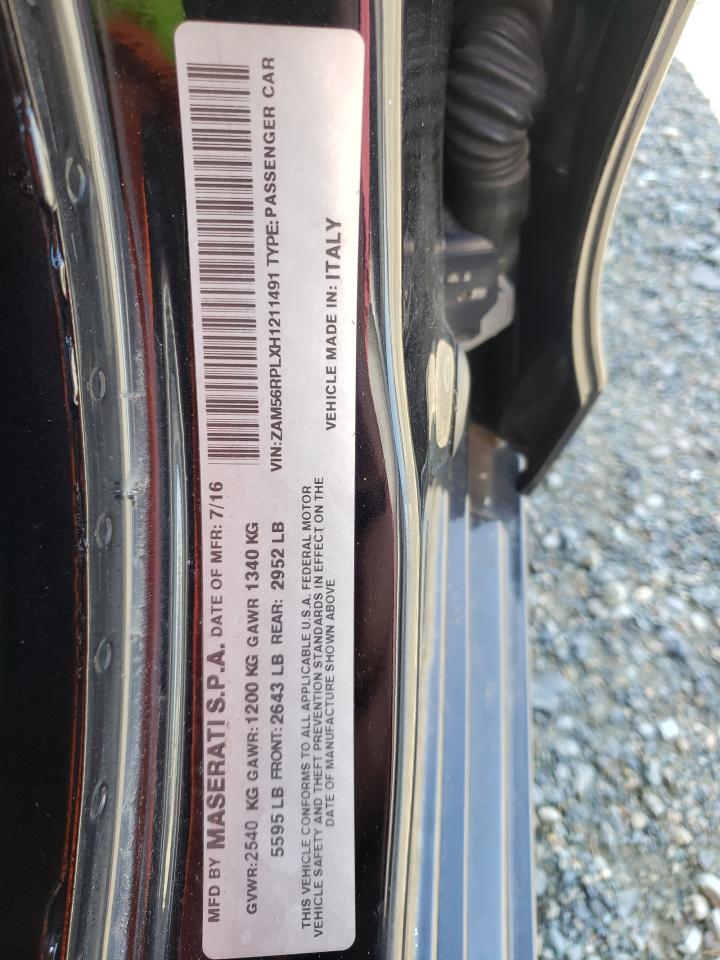 MFD BY MASERATI S.P.A. DATE OF MFR: 7/16
GVWR:2540 KG GAWR:1200 KG GAWR 1340 KG
5595 LB FRONT:2643 LB REAR: 2952 LB
VIN:ZAM56RPLXH1211491 TYPE:PASSENGER CAR
THIS VEHICLE CONFORMS TO ALL APPLICABLE U.S.A. FEDERAL MOTOR
VEHICLE SAFETY AND THEFT PREVENTION STANDARDS IN EFFECT ON THE
DATE OF MANUFACTURE SHOWN ABOVE
VEHICLE MADE IN: ITALY